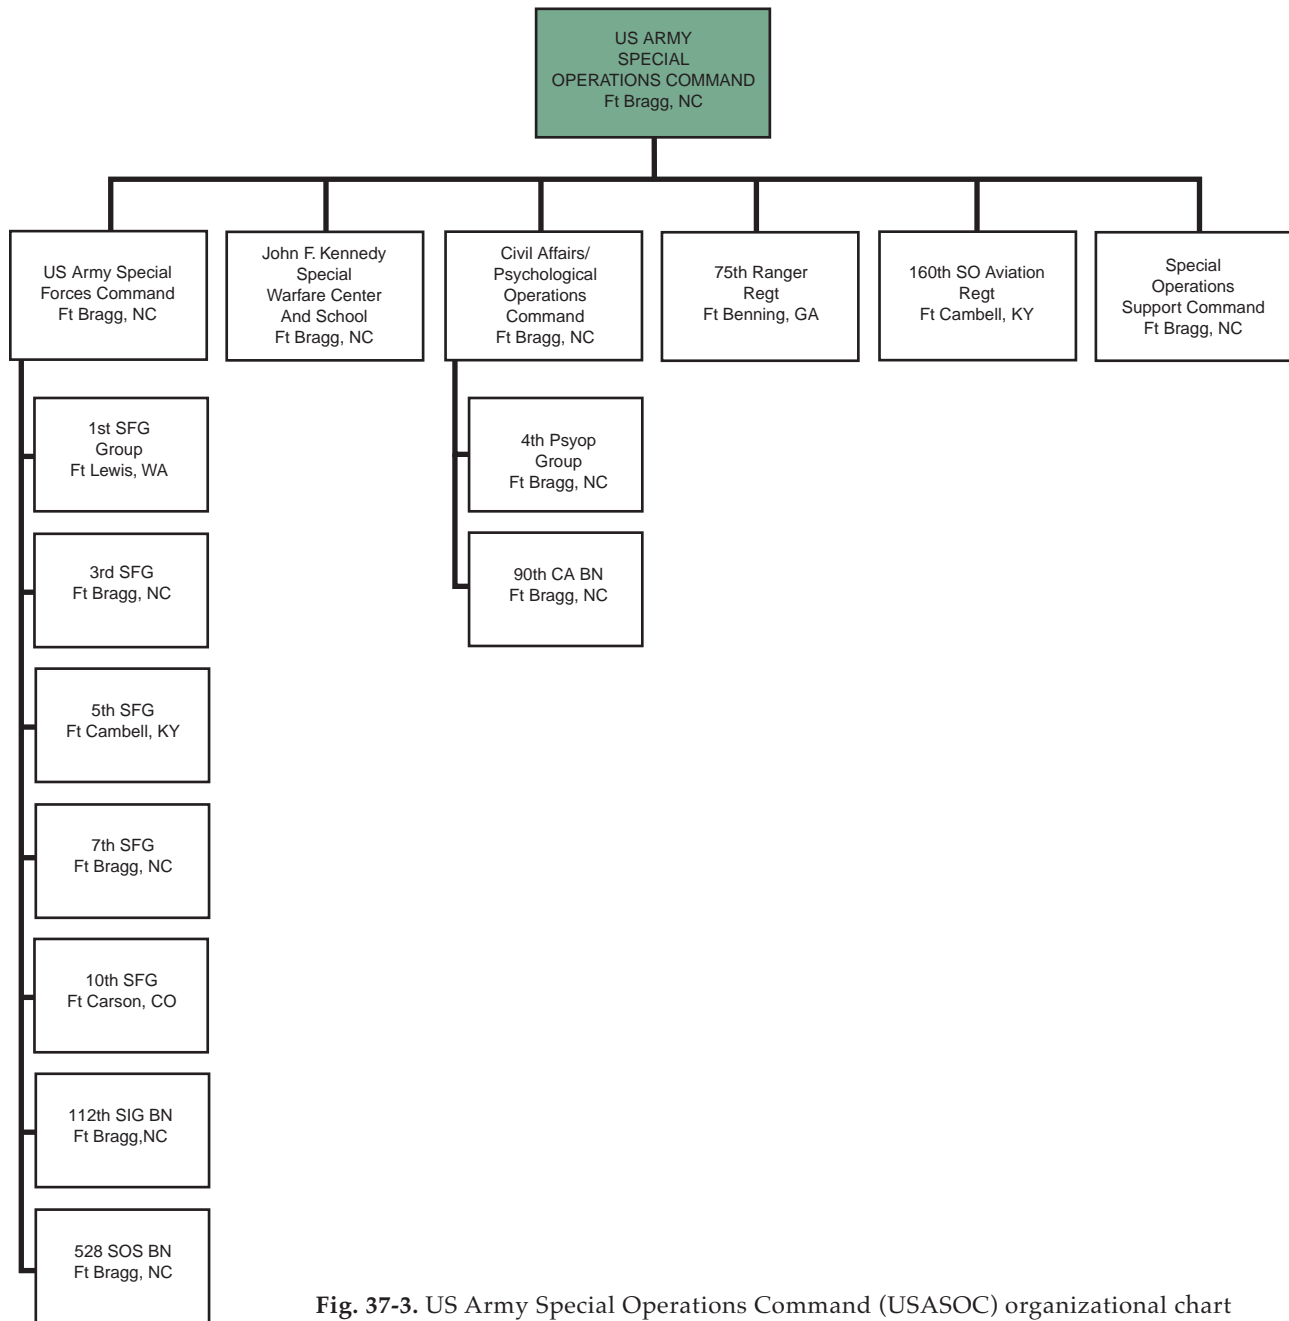 US ARMY
SPECIAL
OPERATIONS COMMAND
Ft Bragg, NC
US Army Special
Forces Command
Ft Bragg, NC
John F. Kennedy
Special
Warfare Center
And School
Ft Bragg, NC
Civil Affairs/
Psychological
Operations
Command
Ft Bragg, NC
75th Ranger
Regt
Ft Benning, GA
160th SO Aviation
Regt
Ft Cambell, KY
Special
Operations
Support Command
Ft Bragg, NC
1st SFG
Group
Ft Lewis, WA
3rd SFG
Ft Bragg, NC
5th SFG
Ft Cambell, KY
7th SFG
Ft Bragg, NC
10th SFG
Ft Carson, CO
112th SIG BN
Ft Bragg,NC
528 SOS BN
Ft Bragg, NC
4th Psyop
Group
Ft Bragg, NC
90th CA BN
Ft Bragg, NC
Fig. 37-3. US Army Special Operations Command (USASOC) organizational chart